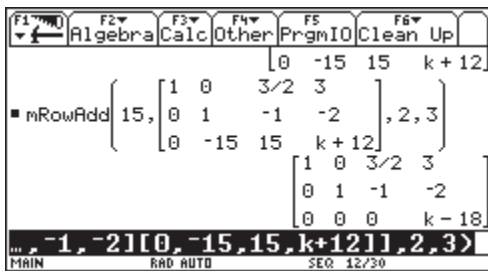 F1 F2 F3 F4 F5 F6
Algebra Calc Other PrgmIO Clean Up
[0 -15 15 k + 12]
[1 0 3/2 3
▪ mRowAdd(15, 0 1 -1 -2 , 2, 3)
0 -15 15 k + 12]
[1 0 3/2 3
0 1 -1 -2
0 0 0 k - 18]
…,-1,-2][0,-15,15,k+12]],2,3)
MAIN RAD AUTO SEQ 12/30